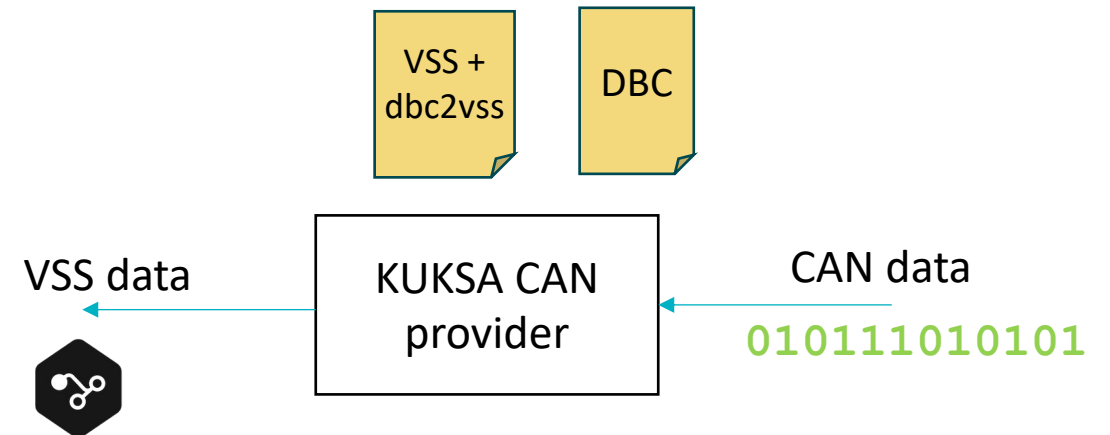 VSS +
dbc2vss
DBC
VSS data
KUKSA CAN
provider
CAN data
010111010101